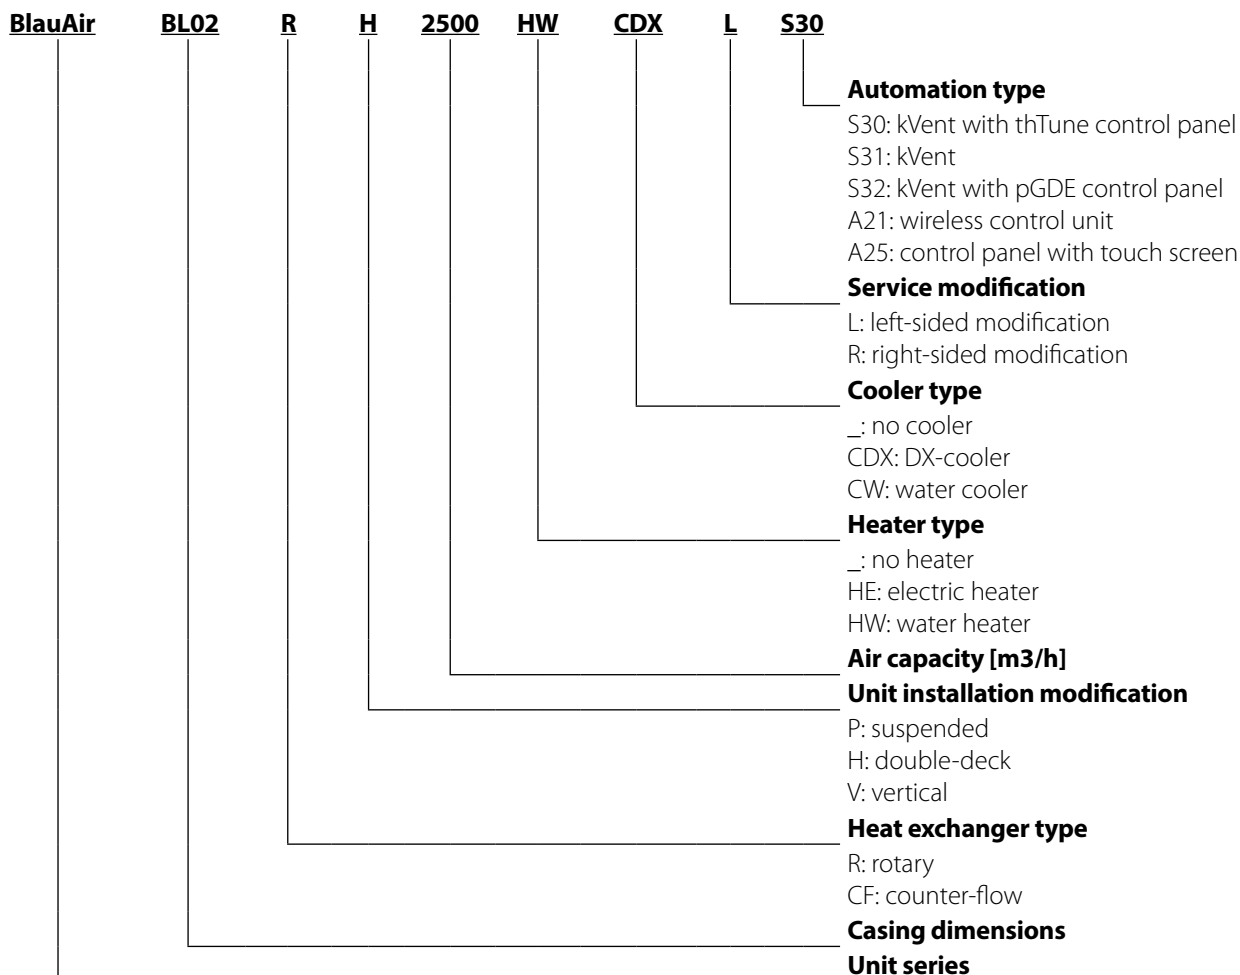 BlauAir BL02 R H 2500 HW CDX L S30
Automation type
S30: kVent with thTune control panel
S31: kVent
S32: kVent with pGDE control panel
A21: wireless control unit
A25: control panel with touch screen
Service modification
L: left-sided modification
R: right-sided modification
Cooler type
_: no cooler
CDX: DX-cooler
CW: water cooler
Heater type
_: no heater
HE: electric heater
HW: water heater
Air capacity [m3/h]
Unit installation modification
P: suspended
H: double-deck
V: vertical
Heat exchanger type
R: rotary
CF: counter-flow
Casing dimensions
Unit series